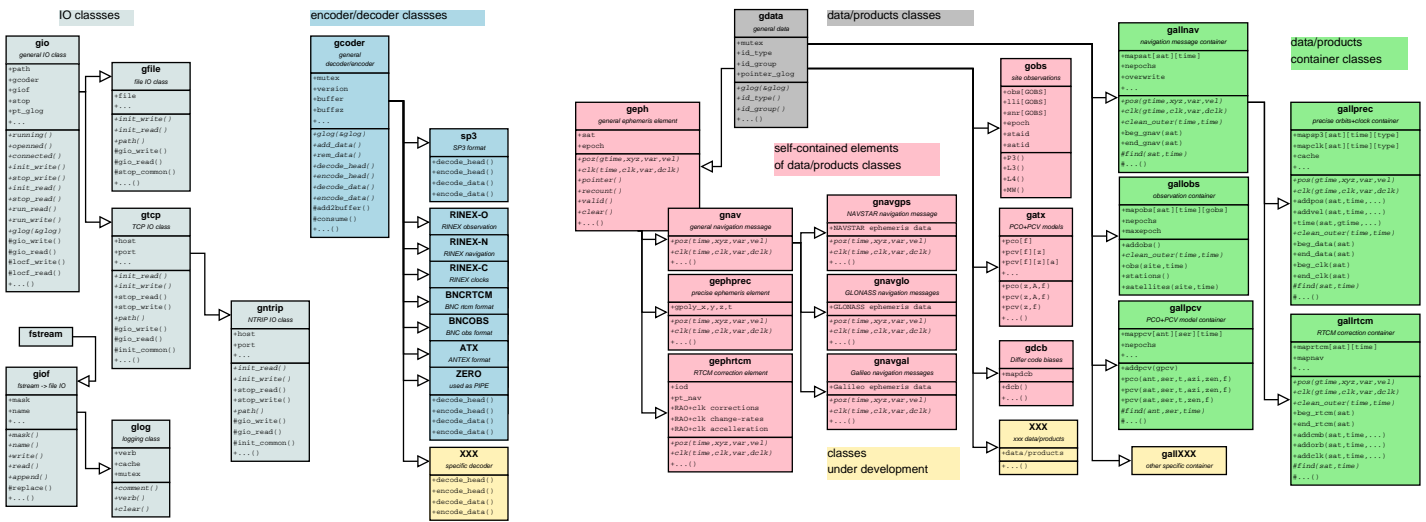 IO classses
gio
general IO class
+path
+gcoder
+giof
+stop
+pt_glog
+...
+running()
+openned()
+connected()
+init_write()
+stop_write()
+init_read()
+stop_read()
+run_read()
+run_write()
+glog(&glog)
#gio_write()
#gio_read()
#locf_write()
#locf_read()
+...()
gfile
file IO class
+file
+...
+init_write()
+init_read()
+path()
#gio_write()
#gio_read()
#stop_common()
+...()
gtcp
TCP IO class
+host
+port
+...
+init_read()
+init_write()
+stop_read()
+stop_write()
+path()
#gio_write()
#gio_read()
#init_common()
+...()
gntrip
NTRIP IO class
+host
+port
+...
+init_read()
+init_write()
+stop_read()
+stop_write()
+path()
#gio_write()
#gio_read()
#init_common()
+...()
fstream
giof
fstream -> file IO
+mask
+name
+...
+mask()
+name()
+write()
+read()
+append()
#replace()
+...()
glog
logging class
+verb
+cache
+mutex
+comment()
+verb()
+clear()
encoder/decoder classses
gcoder
general
decoder/encoder
+mutex
+version
+buffer
+buffsz
+...
+glog(&glog)
+add_data()
+rem_data()
+decode_head()
+encode_head()
+decode_data()
+encode_data()
#add2buffer()
#consume()
+...()
sp3
SP3 format
+decode_head()
+encode_head()
+decode_data()
+encode_data()
RINEX-O
RINEX observation
RINEX-N
RINEX navigation
RINEX-C
RINEX clocks
BNCRTCM
BNC rtcm format
BNCOBS
BNC obs format
ATX
ANTEX format
ZERO
used as PIPE
+decode_head()
+encode_head()
+decode_data()
+encode_data()
XXX
specific decoder
+decode_head()
+encode_head()
+decode_data()
+encode_data()
gdata
general data
+mutex
+id_type
+id_group
+pointer_glog
+glog(&glog)
+id_type()
+id_group()
+...()
data/products classes
geph
general ephemeris element
+sat
+epoch
+pos(gtime,xyz,var,vel)
+clk(time,clk,var,dclk)
+pointer()
+recount()
+valid()
+clear()
+...()
self-contained elements
of data/products classes
gnav
general navigation message
+pos(time,xyz,var,vel)
+clk(time,clk,var,dclk)
+...()
gephprec
precise ephemeris element
+gpoly_x,y,z,t
+poz(time,xyz,var,vel)
+clk(time,clk,var,dclk)
+...()
gephrtcm
RTCM correction element
+iod
+pt_nav
+RAO+clk corrections
+RAO+clk change-rates
+RAO+clk accelleration
+poz(time,xyz,var,vel)
+clk(time,clk,var,dclk)
gnavgps
NAVSTAR navigation message
+NAVSTAR ephemeris data
+poz(time,xyz,var,vel)
+clk(time,clk,var,dclk)
+...()
gnavglo
GLONASS navigation messages
+GLONASS ephemeris data
+poz(time,xyz,var,vel)
+clk(time,clk,var,dclk)
+...()
gnavgal
Galileo navigation messages
+Galileo ephemeris data
+poz(time,xyz,var,vel)
+clk(time,clk,var,dclk)
+...()
classes
under development
gobs
site observations
+obs[GOBS]
+lli[GOBS]
+snr[GOBS]
+epoch
+staid
+satid
+P3()
+L3()
+L4()
+MW()
gatx
PCO+PCV models
+pco[f]
+pcv[f][z]
+pcv[f][z][a]
+...
+pco(z,A,f)
+pcv(z,A,f)
+pcv(z,f)
+...()
gdcb
Differ code biases
+mapdcb
+dcb()
+...()
XXX
xxx data/products
+data/products
+...()
gallnav
navigation message container
+mapsat[sat][time]
+nepochs
+overwrite
+...
+pos(gtime,xyz,var,vel)
+clk(gtime,clk,var,dclk)
+clean_outer(time,time)
+beg_gnav(sat)
+end_gnav(sat)
#find(sat,time)
#...()
gallobs
observation container
+mapobs[sat][time][gobs]
+nepochs
+maxepoch
+addobs()
+clean_outer(time,time)
+obs(site,time)
+stations()
+satellites(site,time)
gallpcv
PCO+PCV model container
+mappcv[ant][ser][time]
+nepochs
+...
+addpcv(gpcv)
+pco(ant,ser,t,azi,zen,f)
+pcv(sat,ser,t,azi,zen,f)
+pcv(sat,ser,t,zen,f)
#find(ant,ser,time)
#...()
gallXXX
other specific container
data/products
container classes
gallprec
precise orbits+clock container
+mapsp3[sat][time][type]
+mapclk[sat][time][type]
+cache
+...
+pos(gtime,xyz,var,vel)
+clk(gtime,clk,var,dclk)
+addpos(sat,time,...)
+addvel(sat,time,...)
+time(sat,gtime,...)
+clean_outer(time,time)
+beg_data(sat)
+end_data(sat)
+beg_clk(sat)
+end_clk(sat)
#find(sat,time)
#...()
gallrtcm
RTCM correction container
+maprtcm[sat][time]
+mapnav
+...
+pos(gtime,xyz,var,vel)
+clk(time,clk,var,dclk)
+clean_outer(time,time)
+beg_rtcm(sat)
+end_rtcm(sat)
+addcmb(sat,time,...)
+addorb(sat,time,...)
+addclk(sat,time,...)
#find(sat,time)
#...()